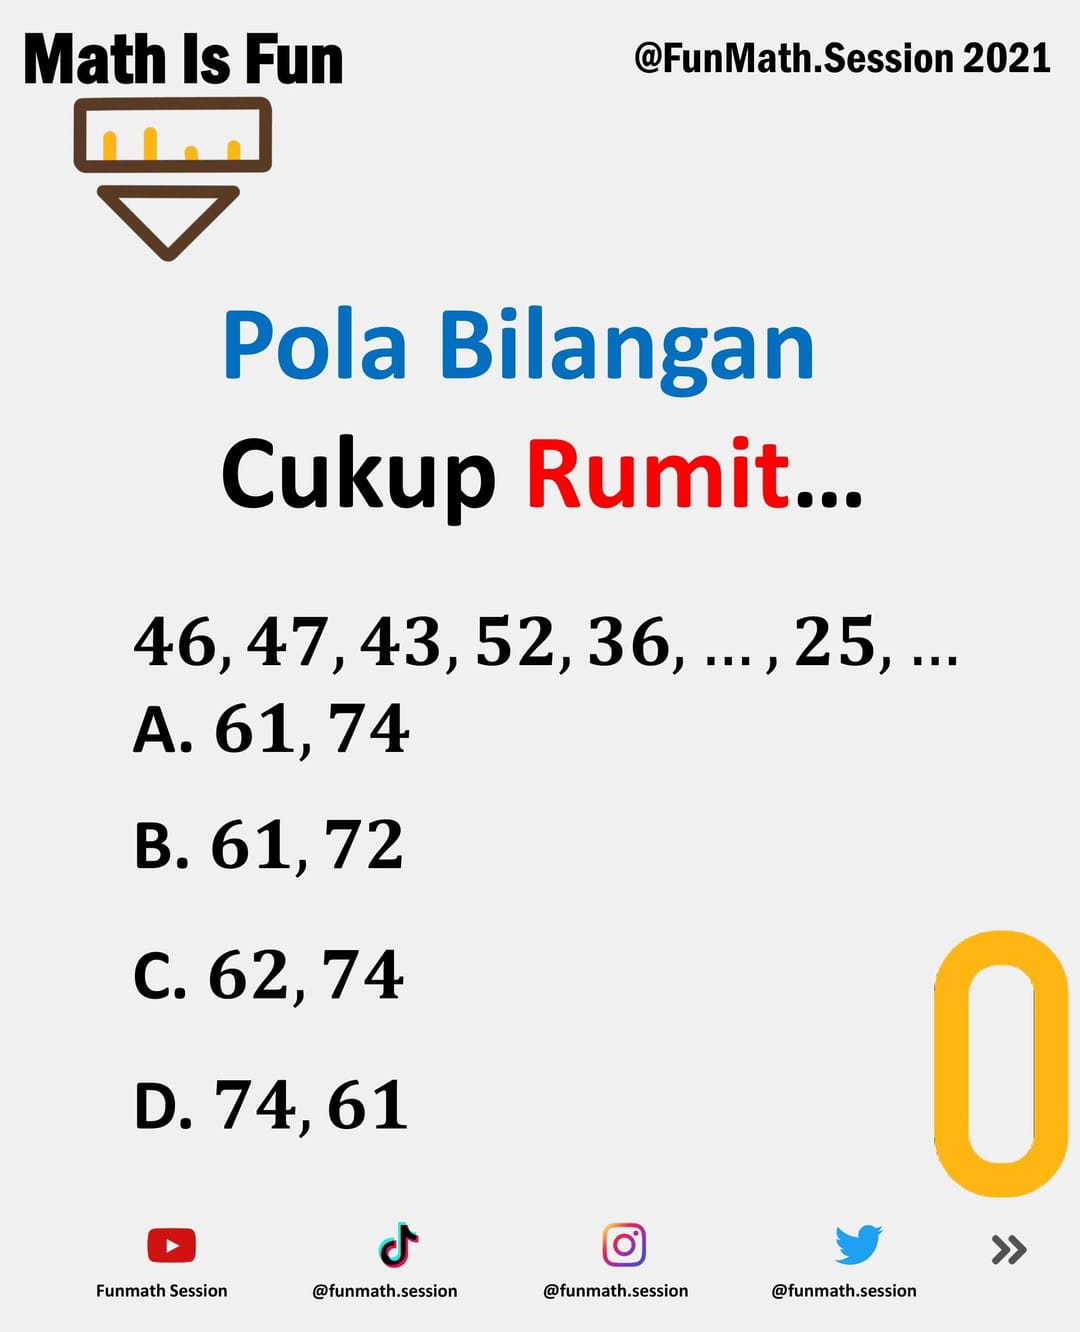 Math Is Fun
@FunMath.Session 2021
Pola Bilangan
Cukup Rumit...
46, 47, 43, 52, 36, ... , 25, ...
A. 61, 74
B. 61, 72
C. 62, 74
D. 74, 61
0
Funmath Session
@funmath.session
@funmath.session
@funmath.session